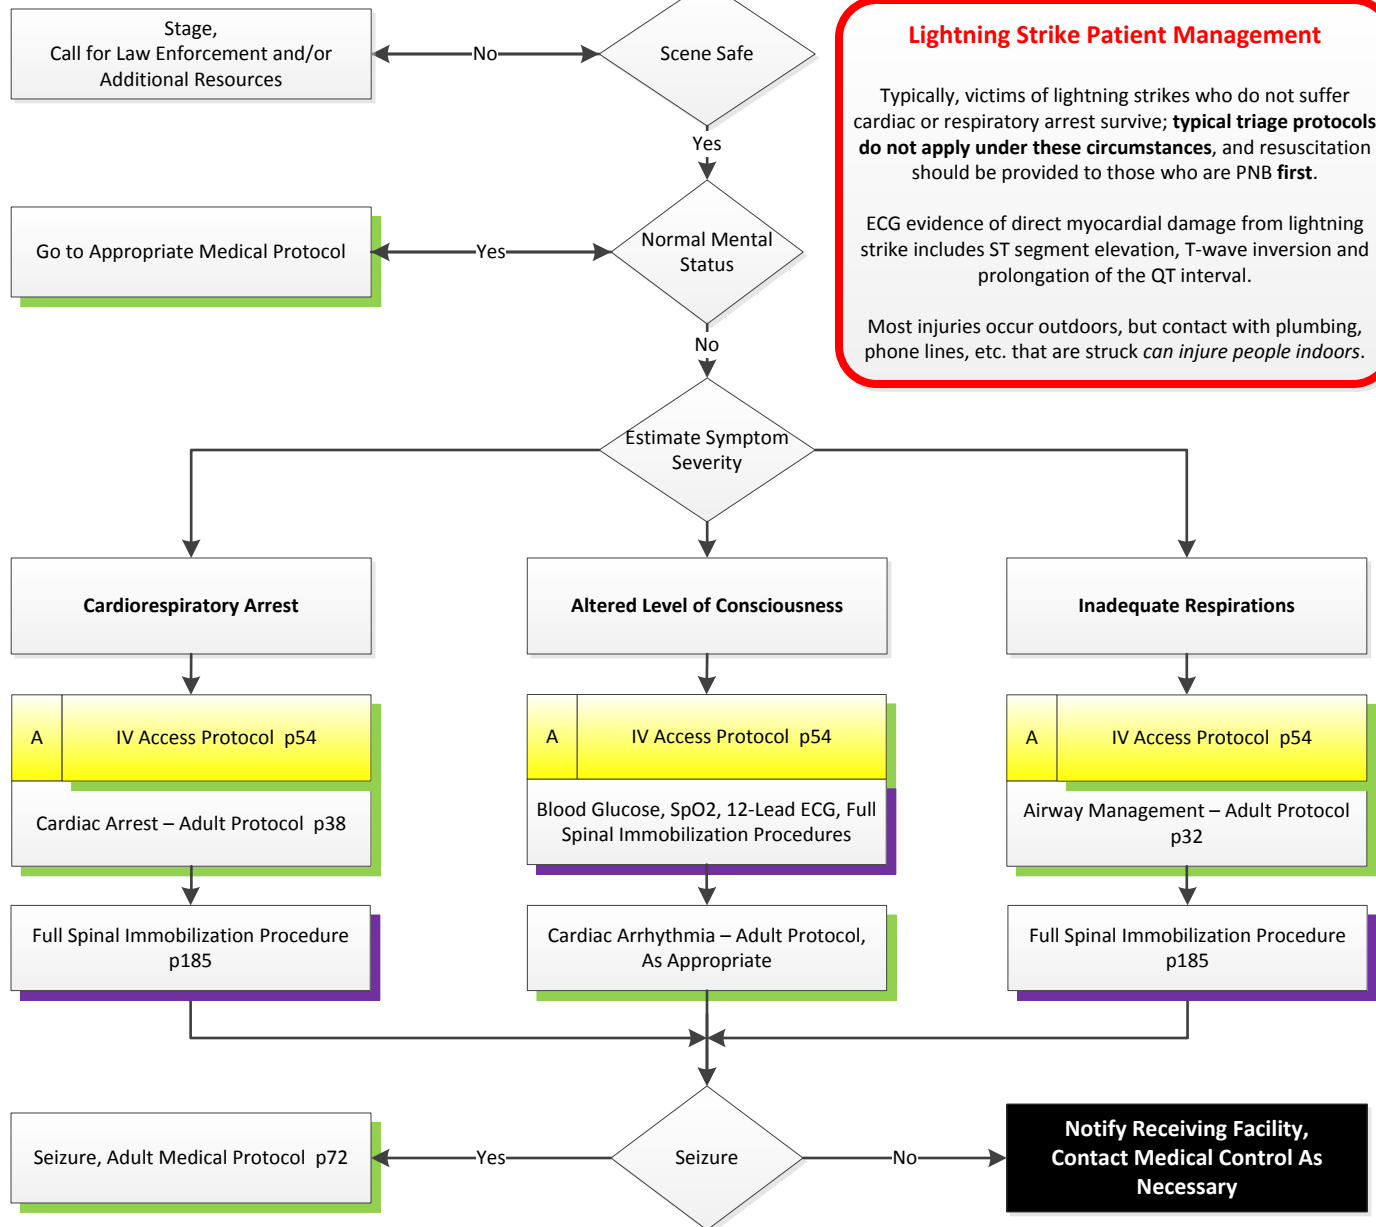 Stage,
Call for Law Enforcement and/or
Additional Resources
No
Scene Safe
Lightning Strike Patient Management
Typically, victims of lightning strikes who do not suffer
cardiac or respiratory arrest survive; typical triage protocols
do not apply under these circumstances, and resuscitation
should be provided to those who are PNB first.
ECG evidence of direct myocardial damage from lightning
strike includes ST segment elevation, T-wave inversion and
prolongation of the QT interval.
Most injuries occur outdoors, but contact with plumbing,
phone lines, etc. that are struck can injure people indoors.
Yes
Go to Appropriate Medical Protocol
Yes
Normal Mental
Status
No
Estimate Symptom
Severity
Cardiorespiratory Arrest
Altered Level of Consciousness
Inadequate Respirations
A
IV Access Protocol p54
Cardiac Arrest – Adult Protocol p38
Full Spinal Immobilization Procedure
p185
A
IV Access Protocol p54
Blood Glucose, SpO2, 12-Lead ECG, Full
Spinal Immobilization Procedures
Cardiac Arrhythmia – Adult Protocol,
As Appropriate
A
IV Access Protocol p54
Airway Management – Adult Protocol
p32
Full Spinal Immobilization Procedure
p185
Seizure, Adult Medical Protocol p72
Yes
Seizure
No
Notify Receiving Facility,
Contact Medical Control As
Necessary